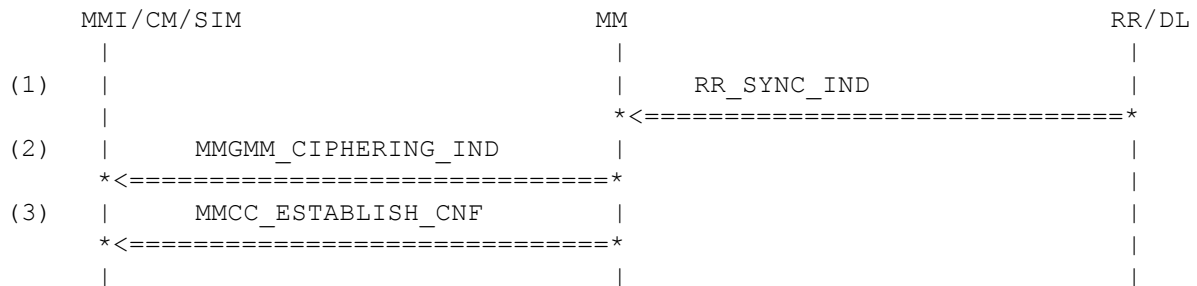 MMI/CM/SIM                      MM                              RR/DL
      |                               |                               |
(1)   |                               |    RR_SYNC_IND                |
      |                               *<==============================*
(2)   |     MMGMM_CIPHERING_IND       |                               |
      *<==============================*                               |
(3)   |     MMCC_ESTABLISH_CNF        |                               |
      *<==============================*                               |
      |                               |                               |